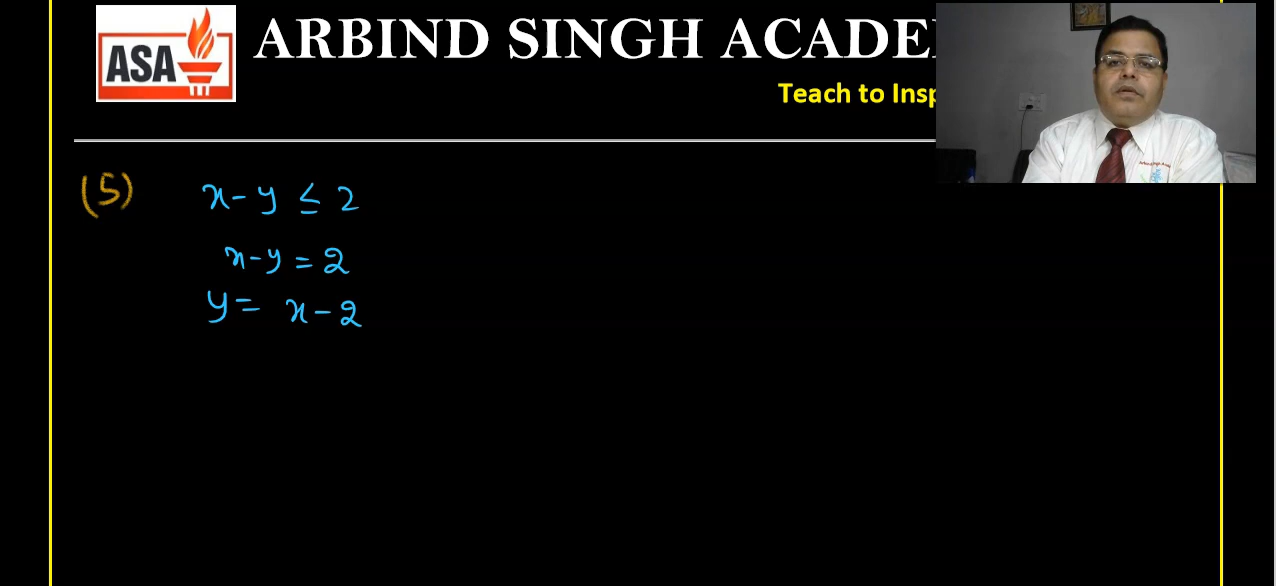 ASA
ARBIND SINGH ACADE
Teach to Insp
(5) x - y ≤ 2
x - y = 2
y = x - 2